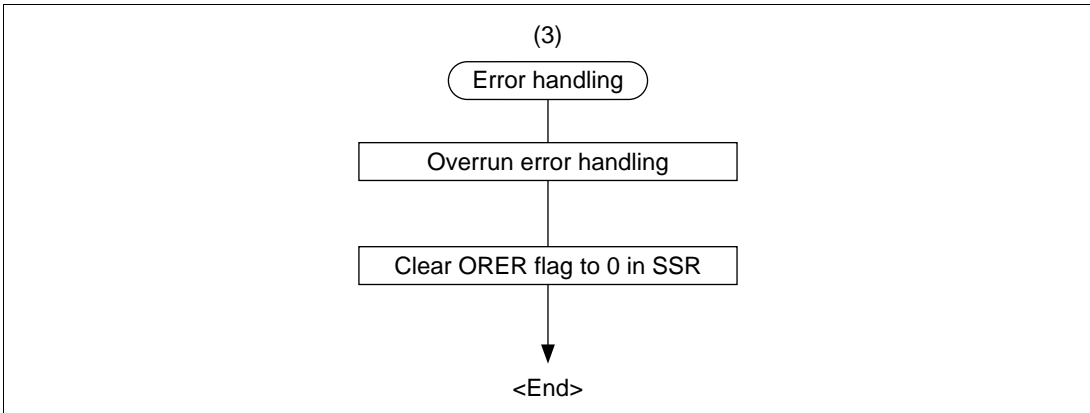 (3)
Error handling
Overrun error handling
Clear ORER flag to 0 in SSR
<End>